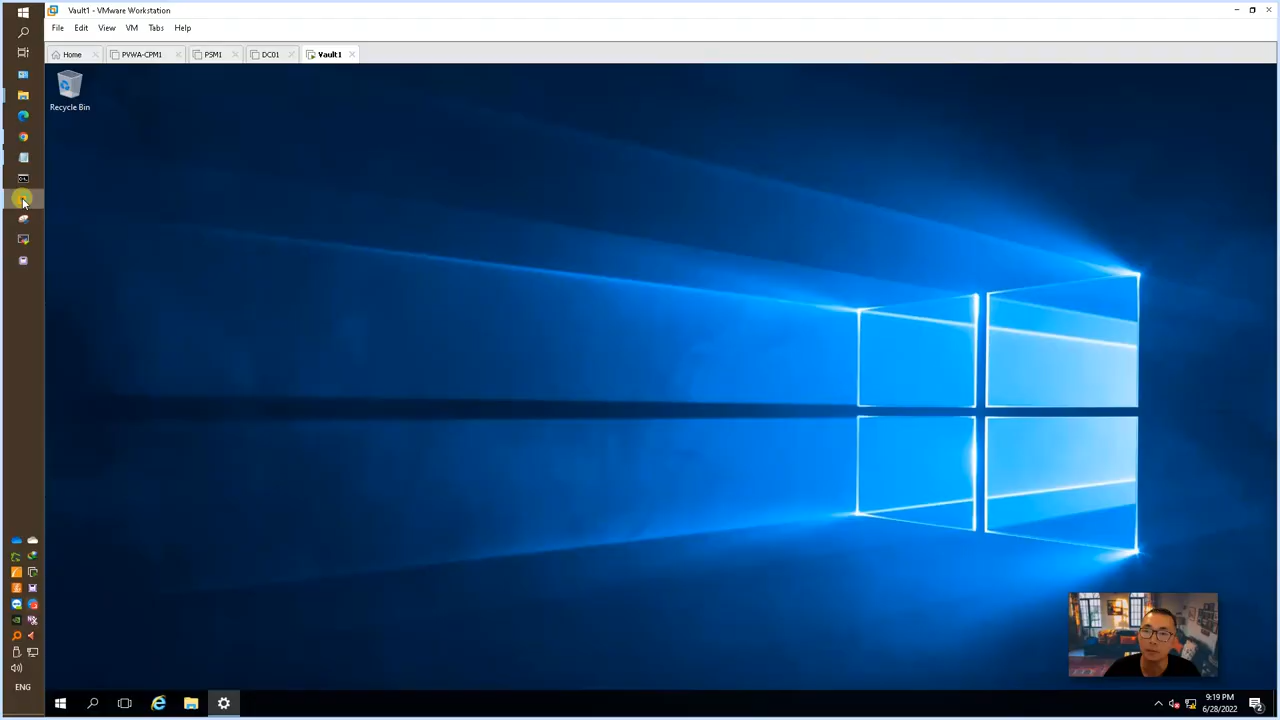 Vault1 - VMware Workstation
File Edit View VM Tabs Help
Home PVWA-CPM1 PSM1 DC01 Vault1
Recycle Bin
ENG
9:19 PM
6/28/2022
2